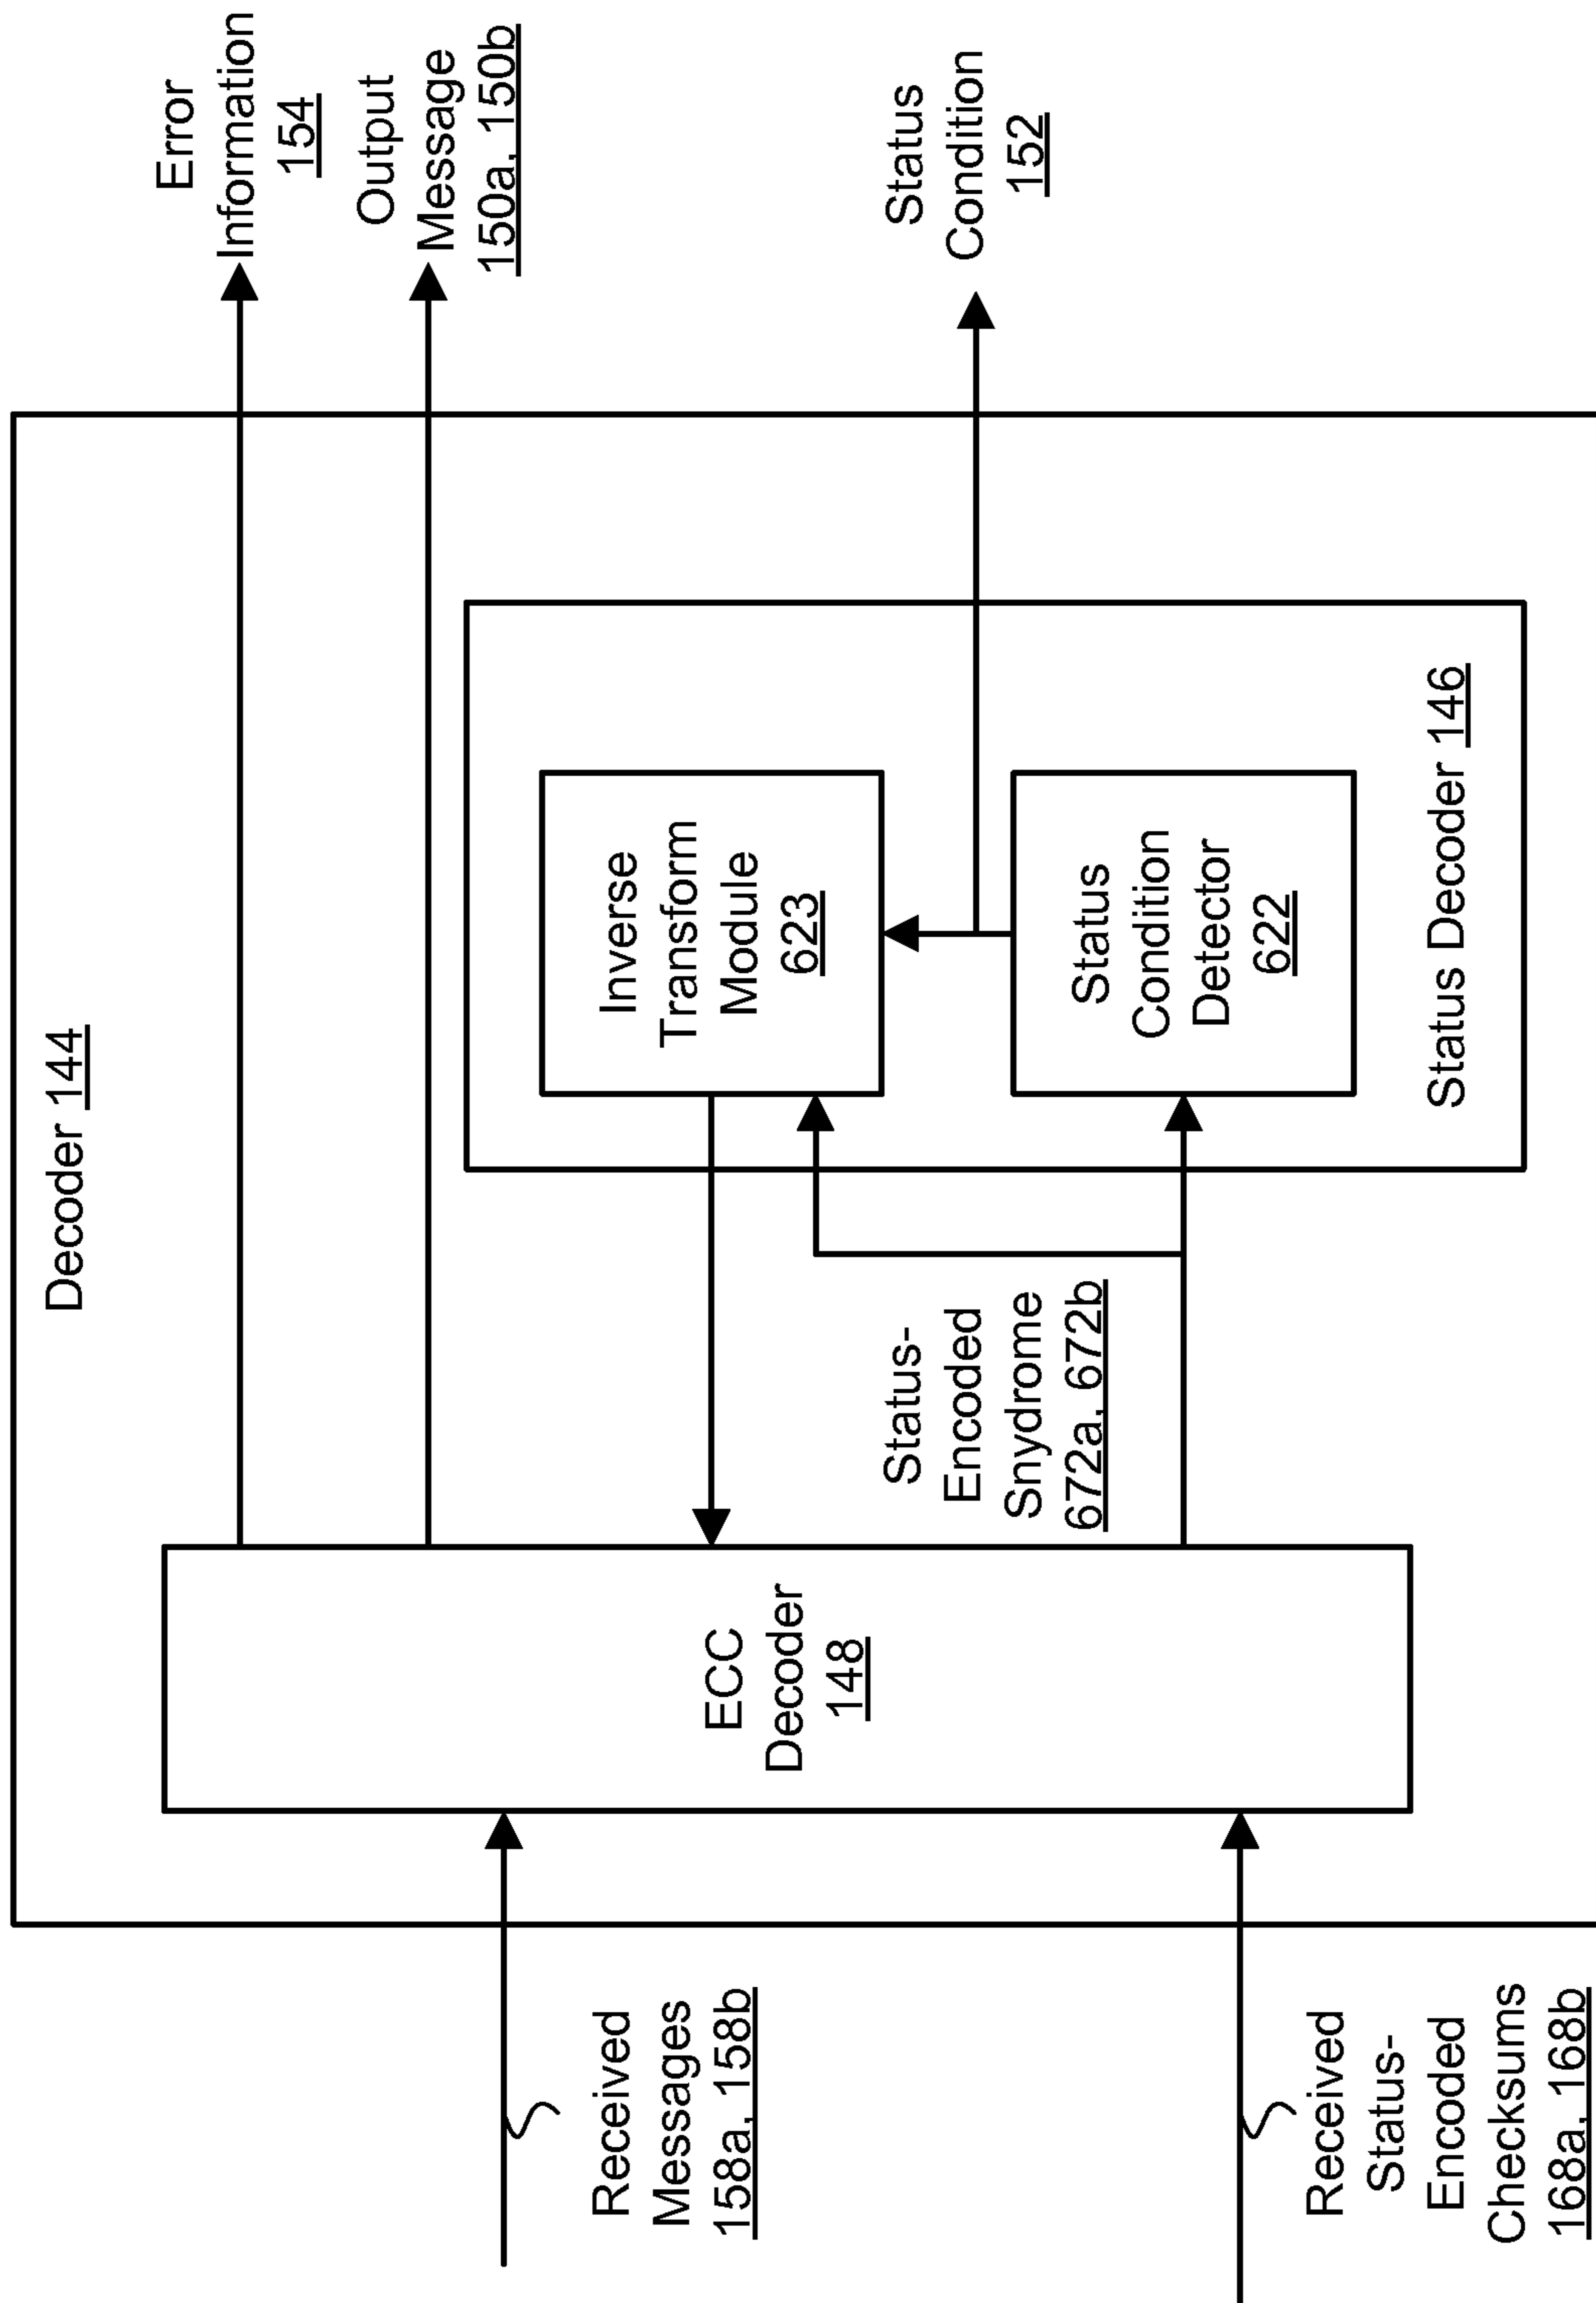 Decoder 144
Error
Information
154
Output
Message
150a, 150b
Status
Condition
152
Inverse
Transform
Module
623
Status
Condition
Detector
622
Status Decoder 146
Status-
Encoded
Snydrome
672a, 672b
ECC
Decoder
148
Received
Messages
158a, 158b
Received
Status-
Encoded
Checksums
168a, 168b